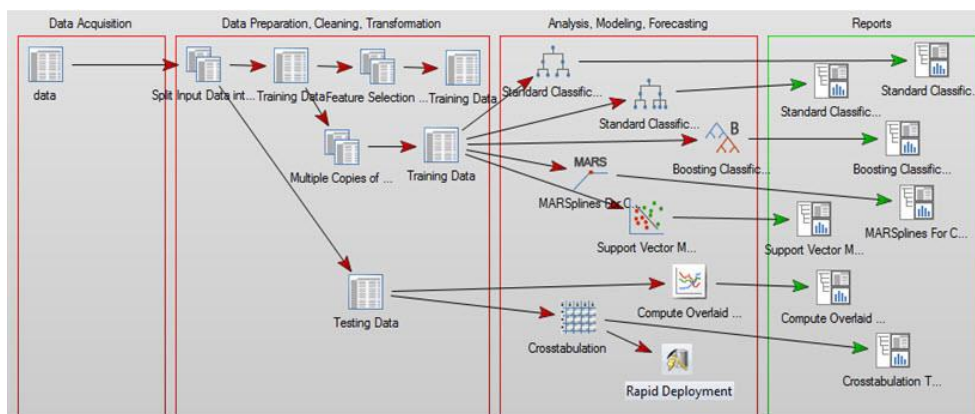 Data Acquisition
Data Preparation, Cleaning, Transformation
Analysis, Modeling, Forecasting
Reports
data
Split Input Data int...
Training Data
Feature Selection ...
Training Data
Standard Classific...
Standard Classific...
Standard Classific...
Standard Classific...
B
Boosting Classific...
Boosting Classific...
Multiple Copies of ...
Training Data
MARS
MARSplines For C...
MARSplines For C...
Support Vector M...
Support Vector M...
Testing Data
Compute Overlaid ...
Compute Overlaid ...
Crosstabulation
Crosstabulation T...
Rapid Deployment